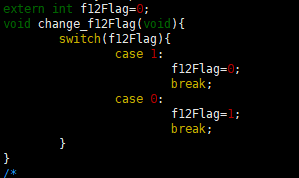 extern int f12Flag=0;
void change_f12Flag(void){
switch(f12Flag){
case 1:
f12Flag=0;
break;
case 0:
f12Flag=1;
break;
}
}
/*